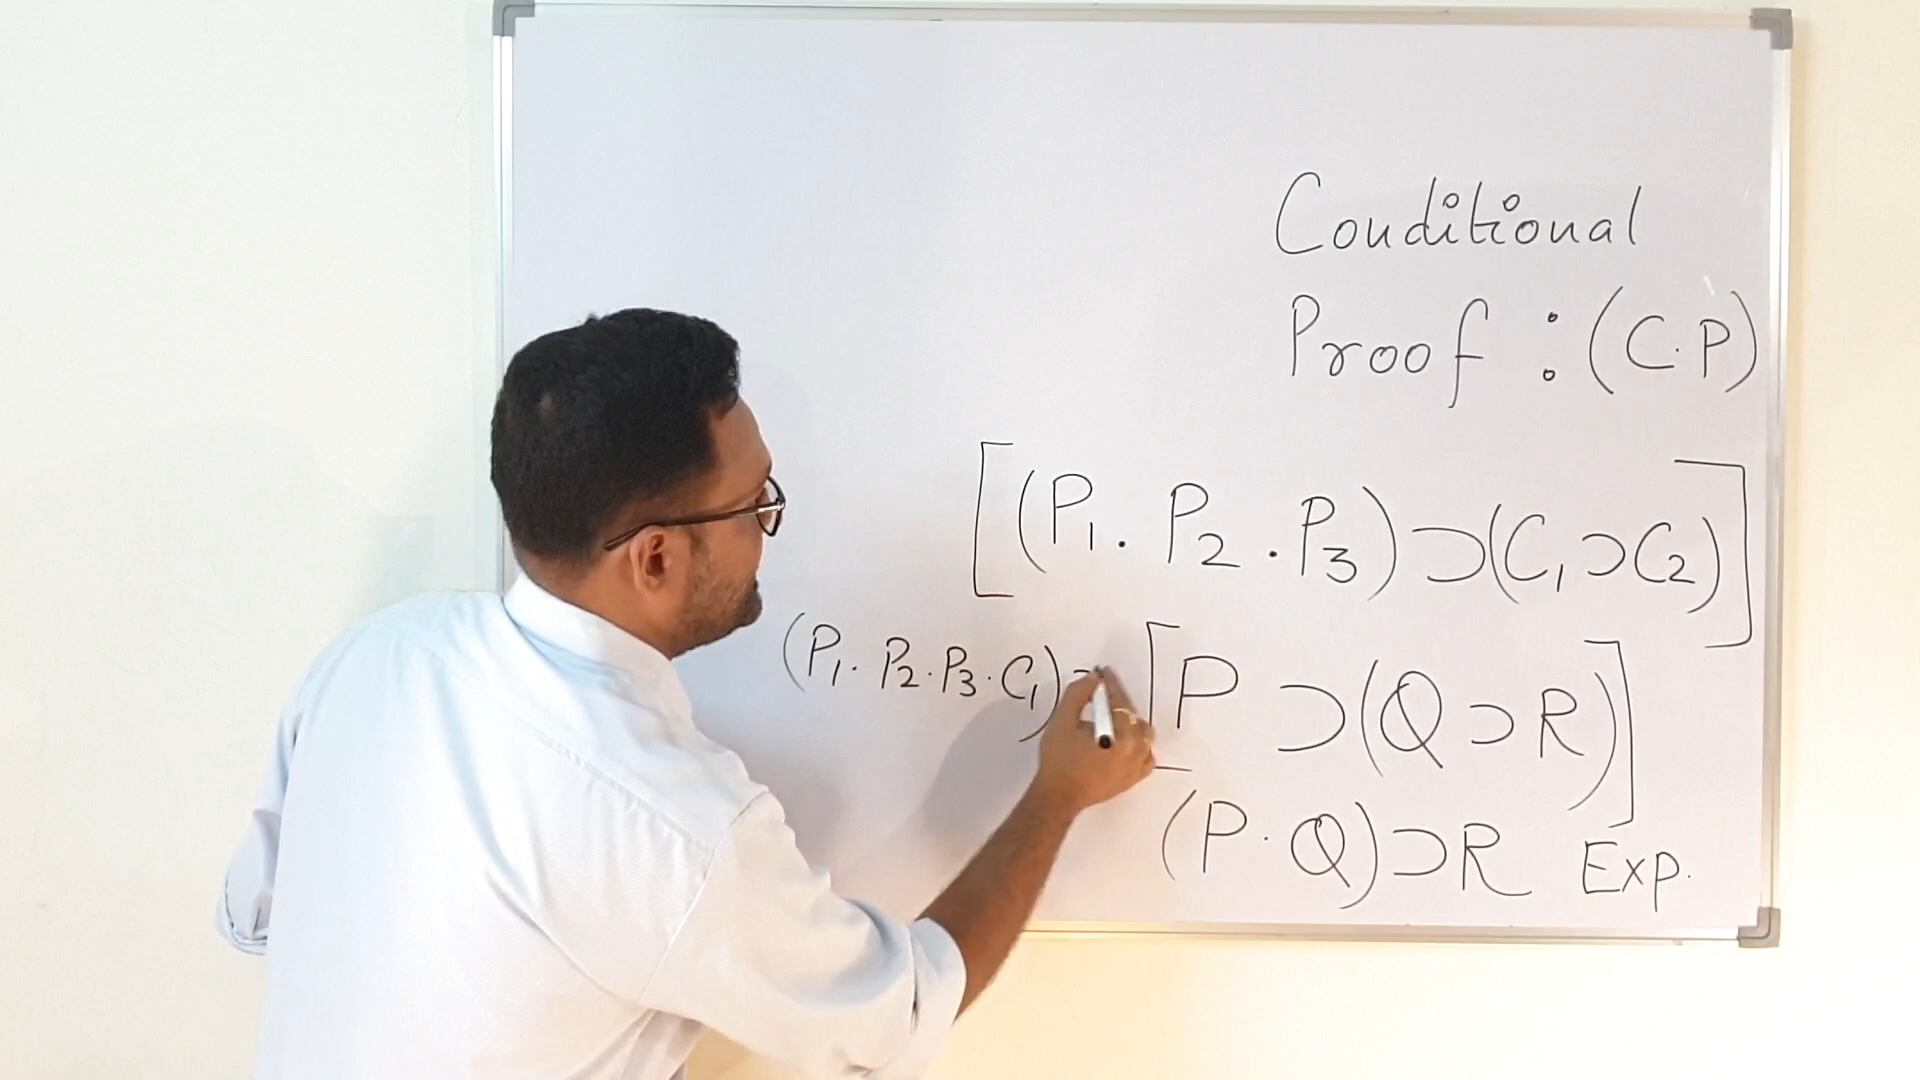 Conditional
Proof : (C.P)
[(P₁ . P₂ . P₃) ⊃ (C₁ ⊃ C₂)]
(P₁ . P₂ . P₃ . C₁)
[P ⊃ (Q ⊃ R)]
(P . Q) ⊃ R Exp.